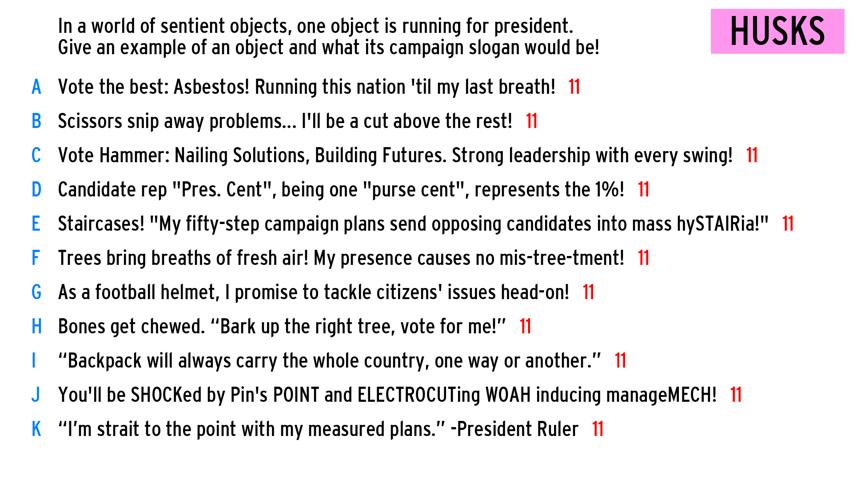 In a world of sentient objects, one object is running for president.
Give an example of an object and what its campaign slogan would be!
HUSKS
A Vote the best: Asbestos! Running this nation 'til my last breath! 11
B Scissors snip away problems... I'll be a cut above the rest! 11
C Vote Hammer: Nailing Solutions, Building Futures. Strong leadership with every swing! 11
D Candidate rep "Pres. Cent", being one "purse cent", represents the 1%! 11
E Staircases! "My fifty-step campaign plans send opposing candidates into mass hySTAIRia!" 11
F Trees bring breaths of fresh air! My presence causes no mis-tree-tment! 11
G As a football helmet, I promise to tackle citizens' issues head-on! 11
H Bones get chewed. “Bark up the right tree, vote for me!” 11
I “Backpack will always carry the whole country, one way or another.” 11
J You'll be SHOCKed by Pin's POINT and ELECTROCUTing WOAH inducing manageMECH! 11
K “I’m strait to the point with my measured plans.” -President Ruler 11